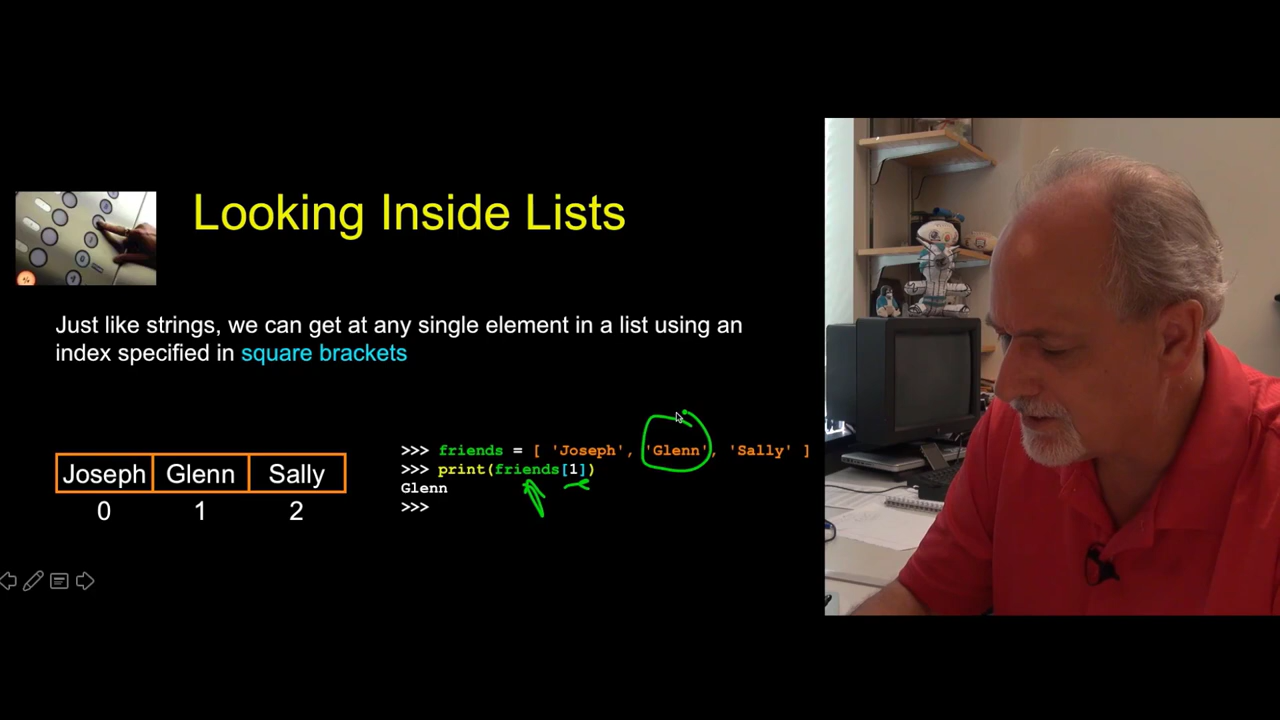 Looking Inside Lists
Just like strings, we can get at any single element in a list using an
index specified in square brackets
Joseph Glenn Sally
0 1 2
>>> friends = [ 'Joseph', 'Glenn', 'Sally' ]
>>> print(friends[1])
Glenn
>>>